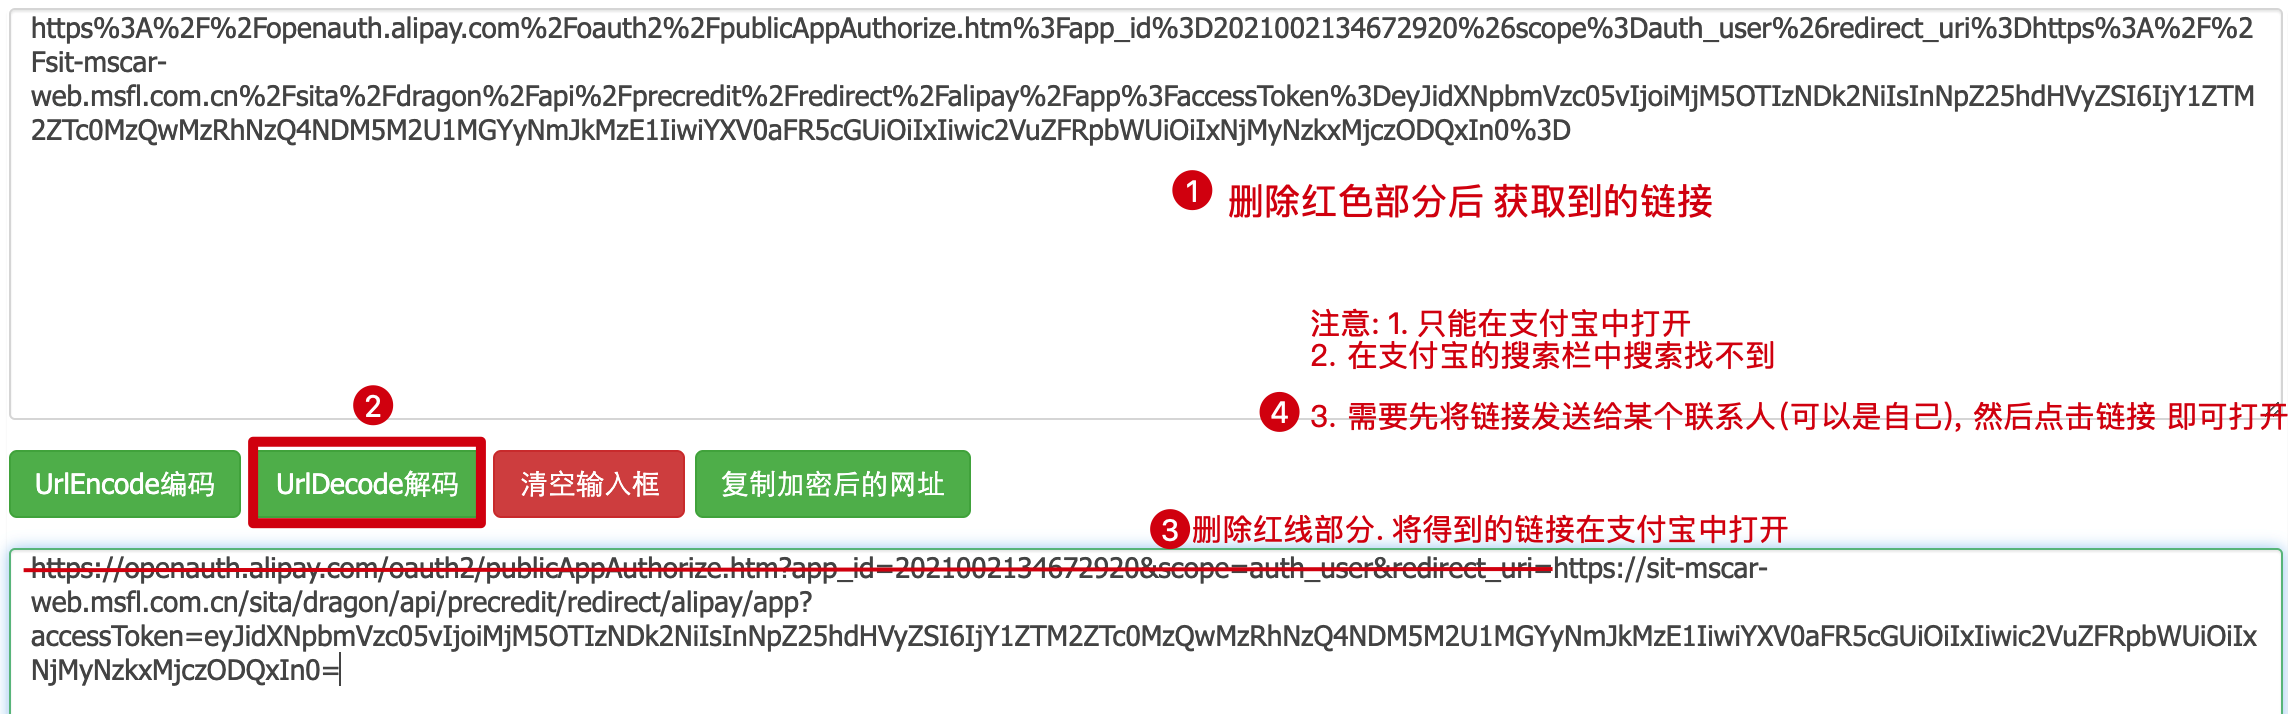 https%3A%2F%2Fopenauth.alipay.com%2Foauth2%2FpublicAppAuthorize.htm%3Fapp_id%3D2021002134672920%26scope%3Dauth_user%26redirect_uri%3Dhttps%3A%2F%2
Fsit-mscar-
web.msfl.com.cn%2Fsita%2Fdragon%2Fapi%2Fprecredit%2Fredirect%2Falipay%2Fapp%3FaccessToken%3DeyJidXNpbmVzc05vIjoiMjM5OTIzNDk2NiIsInNpZ25hdHVyZSI6IjY1ZTM
2ZTc0MzQwMzRhNzQ4NDM5M2U1MGYyNmJkMzE1IiwiYXV0aFR5cGUiOiIxIiwic2VuZFRpbWUiOiIxNjMyNzkxMjczODQxIn0%3D
1 删除红色部分后 获取到的链接
注意: 1. 只能在支付宝中打开
2. 在支付宝的搜索栏中搜索找不到
2
4 3. 需要先将链接发送给某个联系人(可以是自己), 然后点击链接 即可打开
UrlEncode编码 UrlDecode解码 清空输入框 复制加密后的网址
3 删除红线部分. 将得到的链接在支付宝中打开
https://openauth.alipay.com/oauth2/publicAppAuthorize.htm?app_id=2021002134672920&scope=auth_user&redirect_uri=https://sit-mscar-
web.msfl.com.cn/sita/dragon/api/precredit/redirect/alipay/app?
accessToken=eyJidXNpbmVzc05vIjoiMjM5OTIzNDk2NiIsInNpZ25hdHVyZSI6IjY1ZTM2ZTc0MzQwMzRhNzQ4NDM5M2U1MGYyNmJkMzE1IiwiYXV0aFR5cGUiOiIxIiwic2VuZFRpbWUiOiIx
NjMyNzkxMjczODQxIn0=